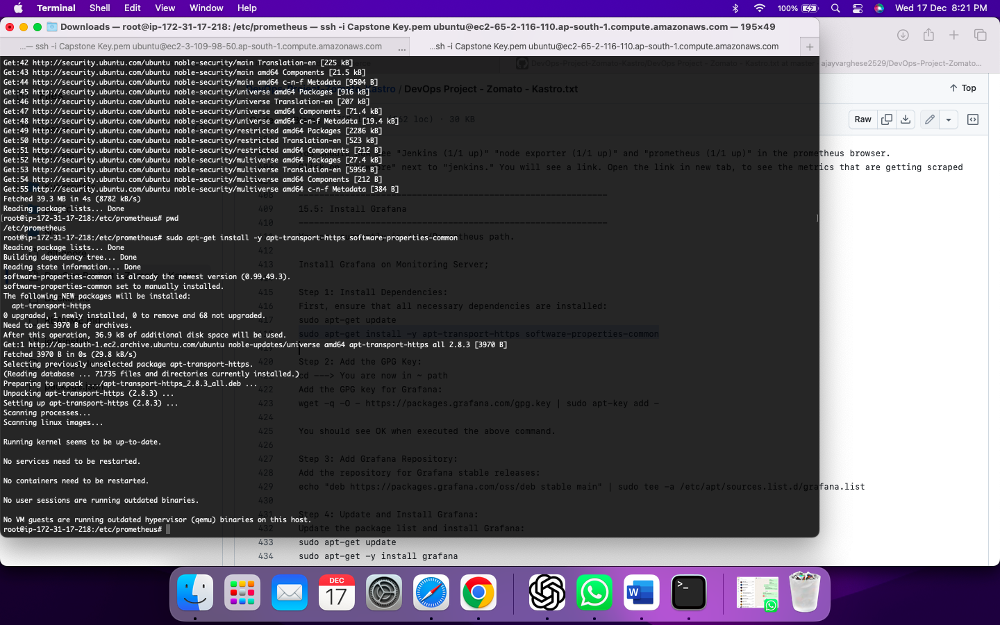 Terminal Shell Edit View Window Help 100% Wed 17 Dec 8:21 PM
Downloads — root@ip-172-31-17-218: /etc/prometheus — ssh -i Capstone Key.pem ubuntu@ec2-65-2-116-110.ap-south-1.compute.amazonaws.com — 195×49
...— ssh -i Capstone Key.pem ubuntu@ec2-3-109-98-50.ap-south-1.compute.amazonaws.com ...
...sh -i Capstone Key.pem ubuntu@ec2-65-2-116-110.ap-south-1.compute.amazonaws.com
DevOps-Project-Zomato-Kastro/DevOps Project - Zomato - Kastro.txt at master · ajayvarghese2529/DevOps-Project-Zomato...
Kastro / DevOps Project - Zomato - Kastro.txt
Top
30 KB
Raw
Get:42 http://security.ubuntu.com/ubuntu noble-security/main Translation-en [225 kB]
Get:43 http://security.ubuntu.com/ubuntu noble-security/main amd64 Components [21.5 kB]
Get:44 http://security.ubuntu.com/ubuntu noble-security/main amd64 c-n-f Metadata [9504 B]
Get:45 http://security.ubuntu.com/ubuntu noble-security/universe amd64 Packages [916 kB]
Get:46 http://security.ubuntu.com/ubuntu noble-security/universe Translation-en [207 kB]
Get:47 http://security.ubuntu.com/ubuntu noble-security/universe amd64 Components [71.4 kB]
Get:48 http://security.ubuntu.com/ubuntu noble-security/universe amd64 c-n-f Metadata [19.4 kB]
Get:49 http://security.ubuntu.com/ubuntu noble-security/restricted amd64 Packages [2286 kB]
Get:50 http://security.ubuntu.com/ubuntu noble-security/restricted Translation-en [523 kB]
Get:51 http://security.ubuntu.com/ubuntu noble-security/restricted amd64 Components [212 B]
Get:52 http://security.ubuntu.com/ubuntu noble-security/multiverse amd64 Packages [27.4 kB]
Get:53 http://security.ubuntu.com/ubuntu noble-security/multiverse Translation-en [5956 B]
Get:54 http://security.ubuntu.com/ubuntu noble-security/multiverse amd64 Components [212 B]
Get:55 http://security.ubuntu.com/ubuntu noble-security/multiverse amd64 c-n-f Metadata [384 B]
Fetched 39.3 MB in 4s (8782 kB/s)
Reading package lists... Done
[root@ip-172-31-17-218:/etc/prometheus# pwd ]
/etc/prometheus
root@ip-172-31-17-218:/etc/prometheus# sudo apt-get install -y apt-transport-https software-properties-common
Reading package lists... Done
Building dependency tree... Done
Reading state information... Done
software-properties-common is already the newest version (0.99.49.3).
software-properties-common set to manually installed.
The following NEW packages will be installed:
  apt-transport-https
0 upgraded, 1 newly installed, 0 to remove and 68 not upgraded.
Need to get 3970 B of archives.
After this operation, 36.9 kB of additional disk space will be used.
Get:1 http://ap-south-1.ec2.archive.ubuntu.com/ubuntu noble-updates/universe amd64 apt-transport-https all 2.8.3 [3970 B]
Fetched 3970 B in 0s (29.8 kB/s)
Selecting previously unselected package apt-transport-https.
(Reading database ... 71735 files and directories currently installed.)
Preparing to unpack .../apt-transport-https_2.8.3_all.deb ...
Unpacking apt-transport-https (2.8.3) ...
Setting up apt-transport-https (2.8.3) ...
Scanning processes...
Scanning linux images...
Running kernel seems to be up-to-date.
No services need to be restarted.
No containers need to be restarted.
No user sessions are running outdated binaries.
No VM guests are running outdated hypervisor (qemu) binaries on this host.
root@ip-172-31-17-218:/etc/prometheus#
see "Jenkins (1/1 up)" "node exporter (1/1 up)" and "prometheus (1/1 up)" in the prometheus browser.
next to "jenkins." You will see a link. Open the link in new tab, to see the metrics that are getting scraped
408 ----------------------------------------------------------------
409 15.5: Install Grafana
410 ----------------------------------------------------------------
path.
412
413 Install Grafana on Monitoring Server;
415 Step 1: Install Dependencies:
416 First, ensure that all necessary dependencies are installed:
417 sudo apt-get update
sudo apt-get install -y apt-transport-https software-properties-common
420 Step 2: Add the GPG Key:
cd ---> You are now in ~ path
422 Add the GPG key for Grafana:
423 wget -q -O - https://packages.grafana.com/gpg.key | sudo apt-key add -
424
425 You should see OK when executed the above command.
426
427 Step 3: Add Grafana Repository:
428 Add the repository for Grafana stable releases:
429 echo "deb https://packages.grafana.com/oss/deb stable main" | sudo tee -a /etc/apt/sources.list.d/grafana.list
430
431 Step 4: Update and Install Grafana:
432 Update the package list and install Grafana:
433 sudo apt-get update
434 sudo apt-get -y install grafana
DEC
17
W
>_